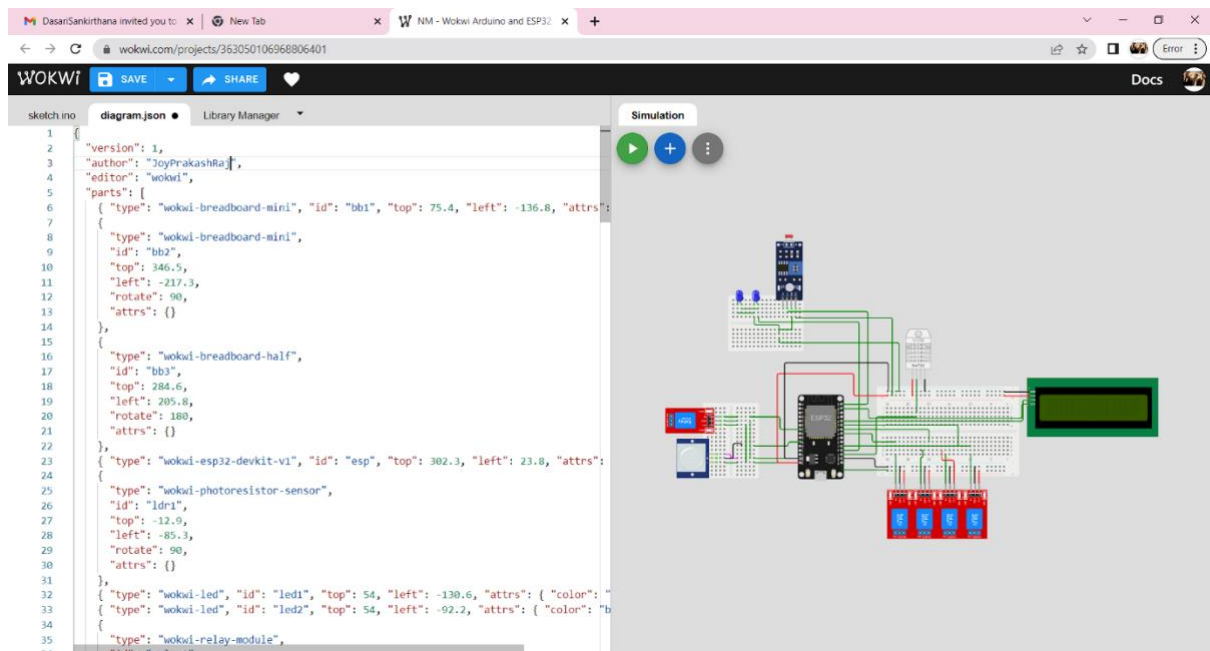 DasariSankirthana invited you to
New Tab
NM - Wokwi Arduino and ESP32
wokwi.com/projects/363050106968806401
Error
WOKWi
SAVE
SHARE
Docs
sketch.ino
diagram.json
Library Manager
Simulation
1 {
2 "version": 1,
3 "author": "JoyPrakashRaj",
4 "editor": "wokwi",
5 "parts": [
6 { "type": "wokwi-breadboard-mini", "id": "bb1", "top": 75.4, "left": -136.8, "attrs":
7 {
8 "type": "wokwi-breadboard-mini",
9 "id": "bb2",
10 "top": 346.5,
11 "left": -217.3,
12 "rotate": 90,
13 "attrs": {}
14 },
15 {
16 "type": "wokwi-breadboard-half",
17 "id": "bb3",
18 "top": 284.6,
19 "left": 205.8,
20 "rotate": 180,
21 "attrs": {}
22 },
23 { "type": "wokwi-esp32-devkit-v1", "id": "esp", "top": 302.3, "left": 23.8, "attrs":
24 {
25 "type": "wokwi-photoresistor-sensor",
26 "id": "ldr1",
27 "top": -12.9,
28 "left": -85.3,
29 "rotate": 90,
30 "attrs": {}
31 },
32 { "type": "wokwi-led", "id": "led1", "top": 54, "left": -130.6, "attrs": { "color": "
33 { "type": "wokwi-led", "id": "led2", "top": 54, "left": -92.2, "attrs": { "color": "b
34 {
35 "type": "wokwi-relay-module",
ESP32